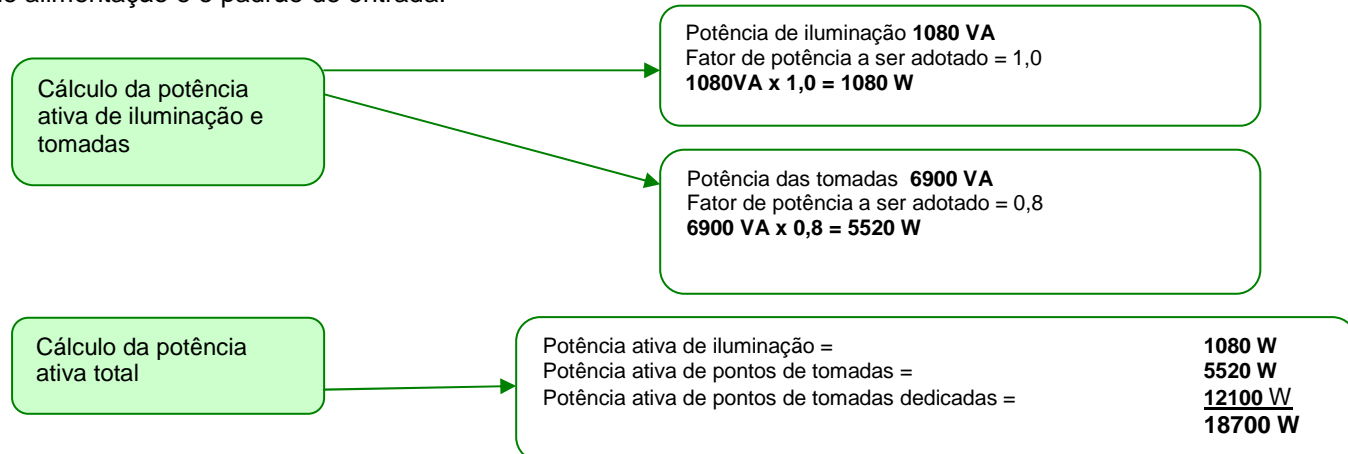 de alimentação e o padrão de entrada.
Cálculo da potência
ativa de iluminação e
tomadas
Potência de iluminação 1080 VA
Fator de potência a ser adotado = 1,0
1080VA x 1,0 = 1080 W
Potência das tomadas 6900 VA
Fator de potência a ser adotado = 0,8
6900 VA x 0,8 = 5520 W
Cálculo da potência
ativa total
Potência ativa de iluminação = 1080 W
Potência ativa de pontos de tomadas = 5520 W
Potência ativa de pontos de tomadas dedicadas = 12100 W
18700 W